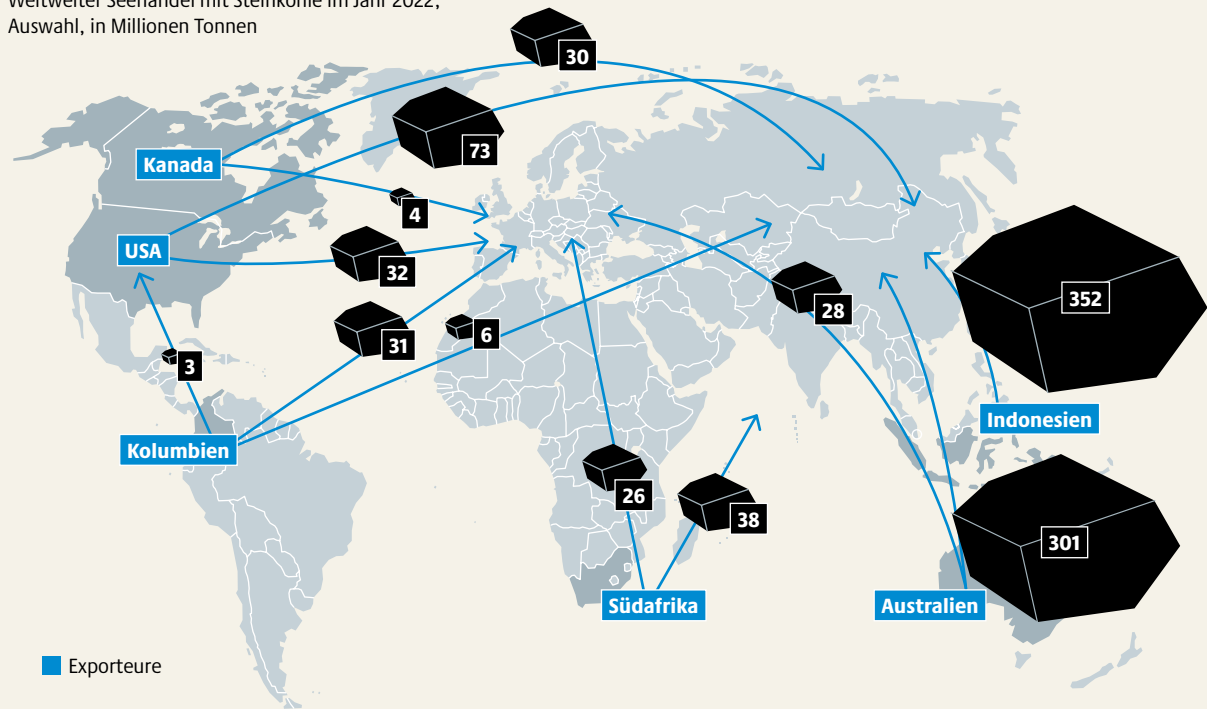 Weltweiter Seehandel mit Steinkohle im Jahr 2022,
Auswahl, in Millionen Tonnen
30
73
Kanada
4
USA
32
352
28
31
6
3
Indonesien
Kolumbien
26
38
301
Südafrika
Australien
Exporteure